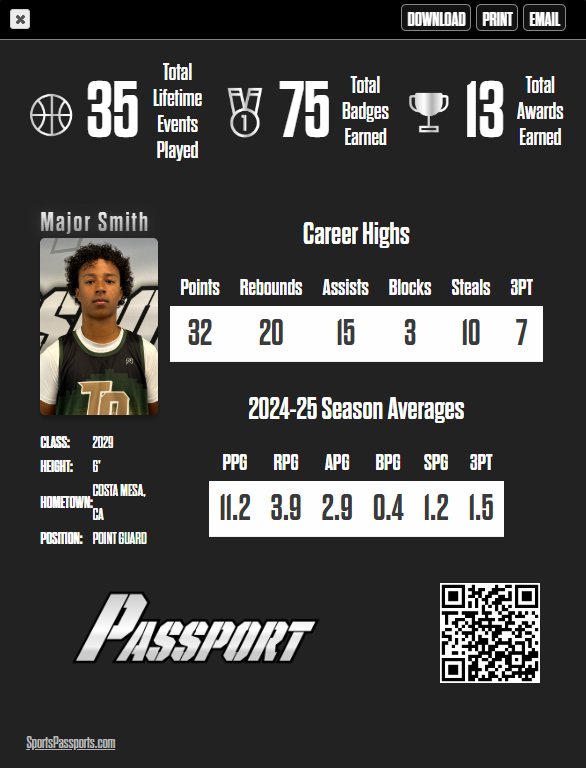 DOWNLOAD PRINT EMAIL
35 Total Lifetime Events Played
75 Total Badges Earned
13 Total Awards Earned
1
Major Smith
Career Highs
Points Rebounds Assists Blocks Steals 3PT
32 20 15 3 10 7
2024-25 Season Averages
PPG RPG APG BPG SPG 3PT
11.2 3.9 2.9 0.4 1.2 1.5
CLASS: 2029
HEIGHT: 6'
HOMETOWN: COSTA MESA, CA
POSITION: POINT GUARD
PASSPORT
SportsPassports.com